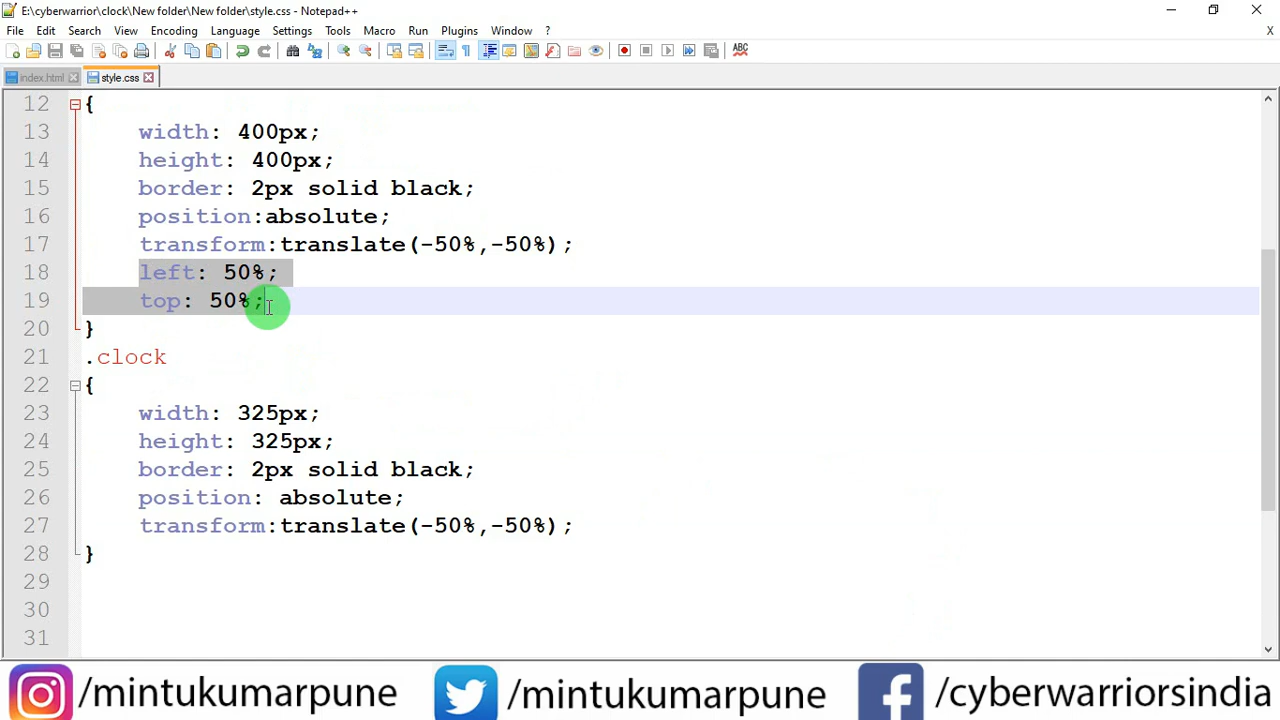 E:\cyberwarrior\clock\New folder\New folder\style.css - Notepad++
File Edit Search View Encoding Language Settings Tools Macro Run Plugins Window ? X
ABC
index.html style.css
12 {
13 width: 400px;
14 height: 400px;
15 border: 2px solid black;
16 position:absolute;
17 transform:translate(-50%,-50%);
18 left: 50%;
19 top: 50%;
20 }
21 .clock
22 {
23 width: 325px;
24 height: 325px;
25 border: 2px solid black;
26 position: absolute;
27 transform:translate(-50%,-50%);
28 }
29
30
31
/mintukumarpune /mintukumarpune /cyberwarriorsindia